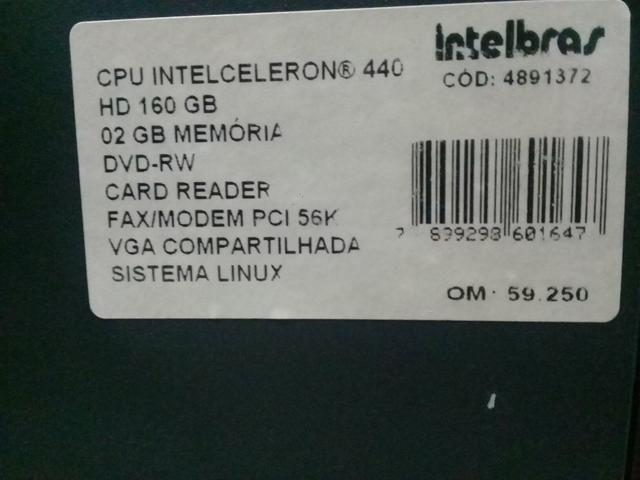 intelbras
CÓD: 4891372
CPU INTELCELERON® 440
HD 160 GB
02 GB MEMÓRIA
DVD-RW
CARD READER
FAX/MODEM PCI 56K
VGA COMPARTILHADA
SISTEMA LINUX
7 899298 601647
OM: 59.250